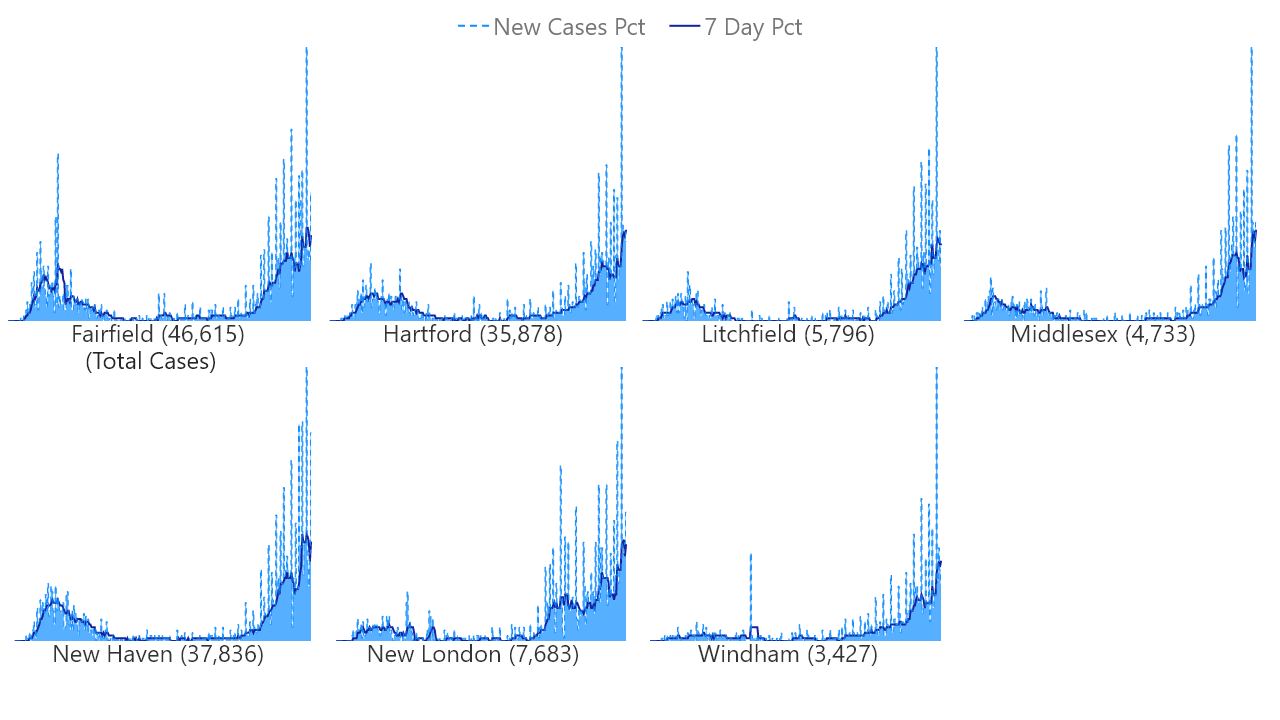 New Cases Pct 7 Day Pct
Fairfield (46,615) Hartford (35,878) Litchfield (5,796) Middlesex (4,733)
(Total Cases)
New Haven (37,836) New London (7,683) Windham (3,427)